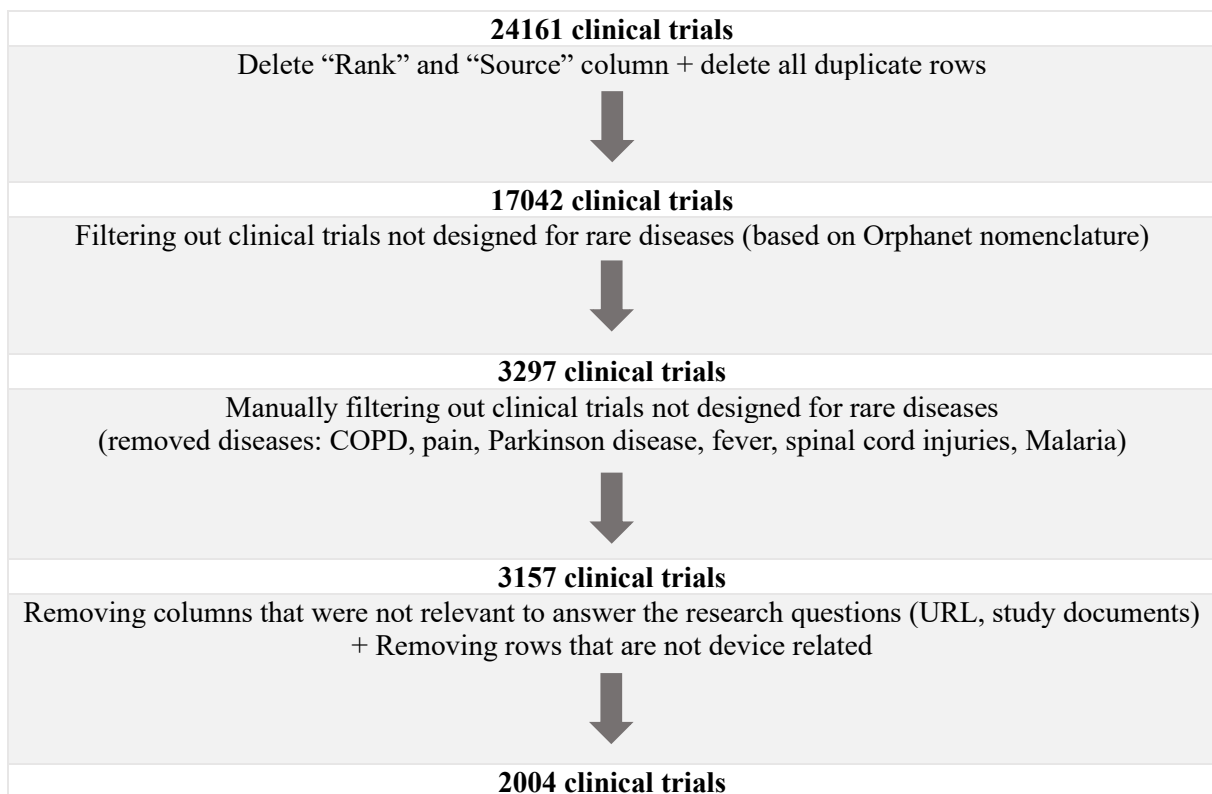 24161 clinical trials
Delete “Rank” and “Source” column + delete all duplicate rows
17042 clinical trials
Filtering out clinical trials not designed for rare diseases (based on Orphanet nomenclature)
3297 clinical trials
Manually filtering out clinical trials not designed for rare diseases
(removed diseases: COPD, pain, Parkinson disease, fever, spinal cord injuries, Malaria)
3157 clinical trials
Removing columns that were not relevant to answer the research questions (URL, study documents)
+ Removing rows that are not device related
2004 clinical trials